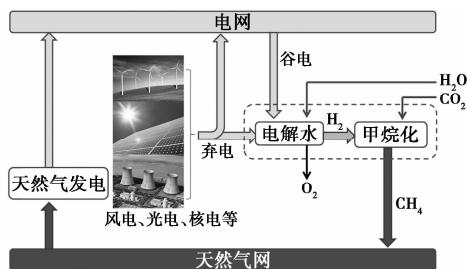 电网
谷电
H₂O
CO₂
电解水
H₂
甲烷化
弃电
天然气发电
O₂
CH₄
风电、光电、核电等
天然气网